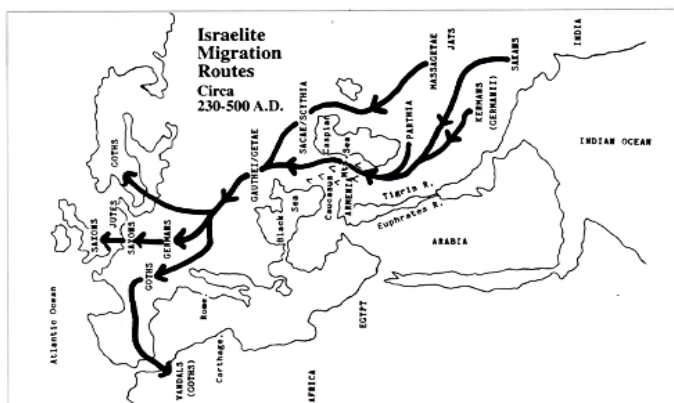 Israelite
Migration
Routes
Circa
230-500 A.D.
INDIA
JATS
MASSAGETAE
SAKANS
KERMANS
(GERMANII)
PARTHIA
INDIAN OCEAN
SACAE/SCYTHIA
Caspian
Sea
Mts.
Caucasus
ARMENIA
GAUTHEI/GETAE
Black
Sea
Tigris R.
Euphrates R.
ARABIA
GOTHS
JUTES
SAXONS
SAXONS
GERMANS
GOTHS
Rome.
EGYPT
Atlantic Ocean
Carthage.
VANDALS
(GOTHS)
AFRICA